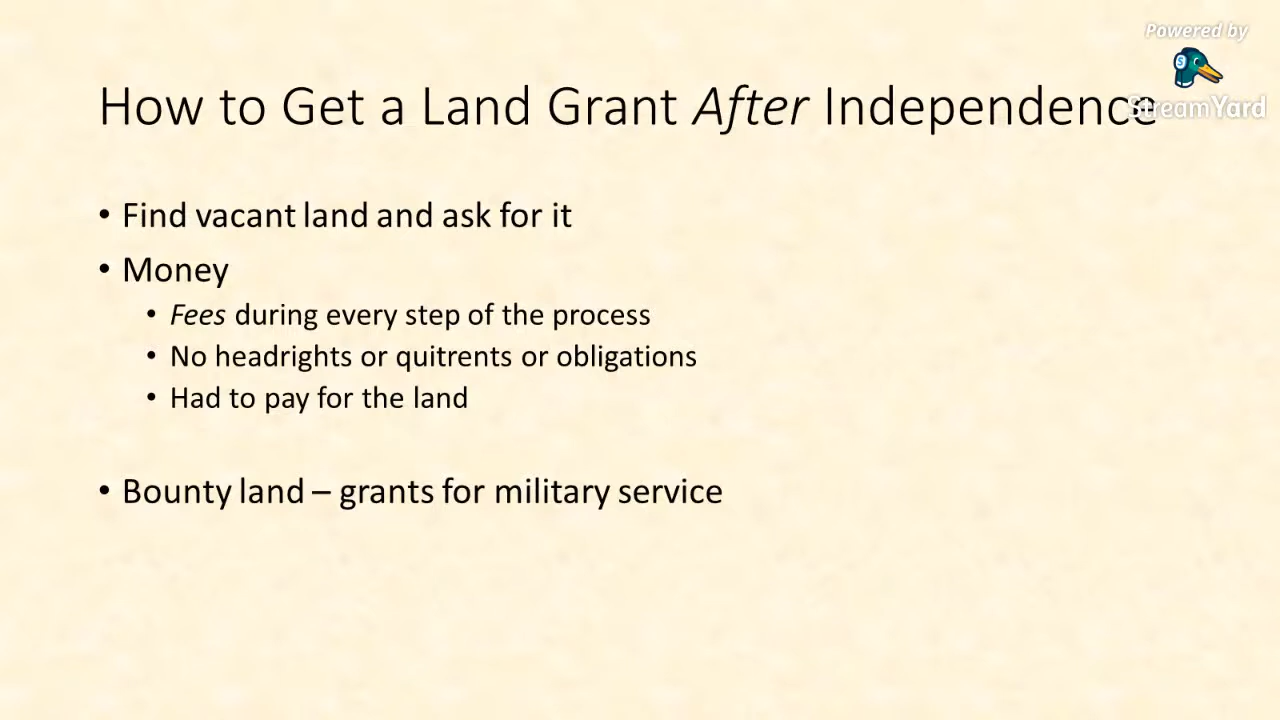 Powered by
StreamYard
How to Get a Land Grant After Independence
• Find vacant land and ask for it
• Money
• Fees during every step of the process
• No headrights or quitrents or obligations
• Had to pay for the land
• Bounty land – grants for military service